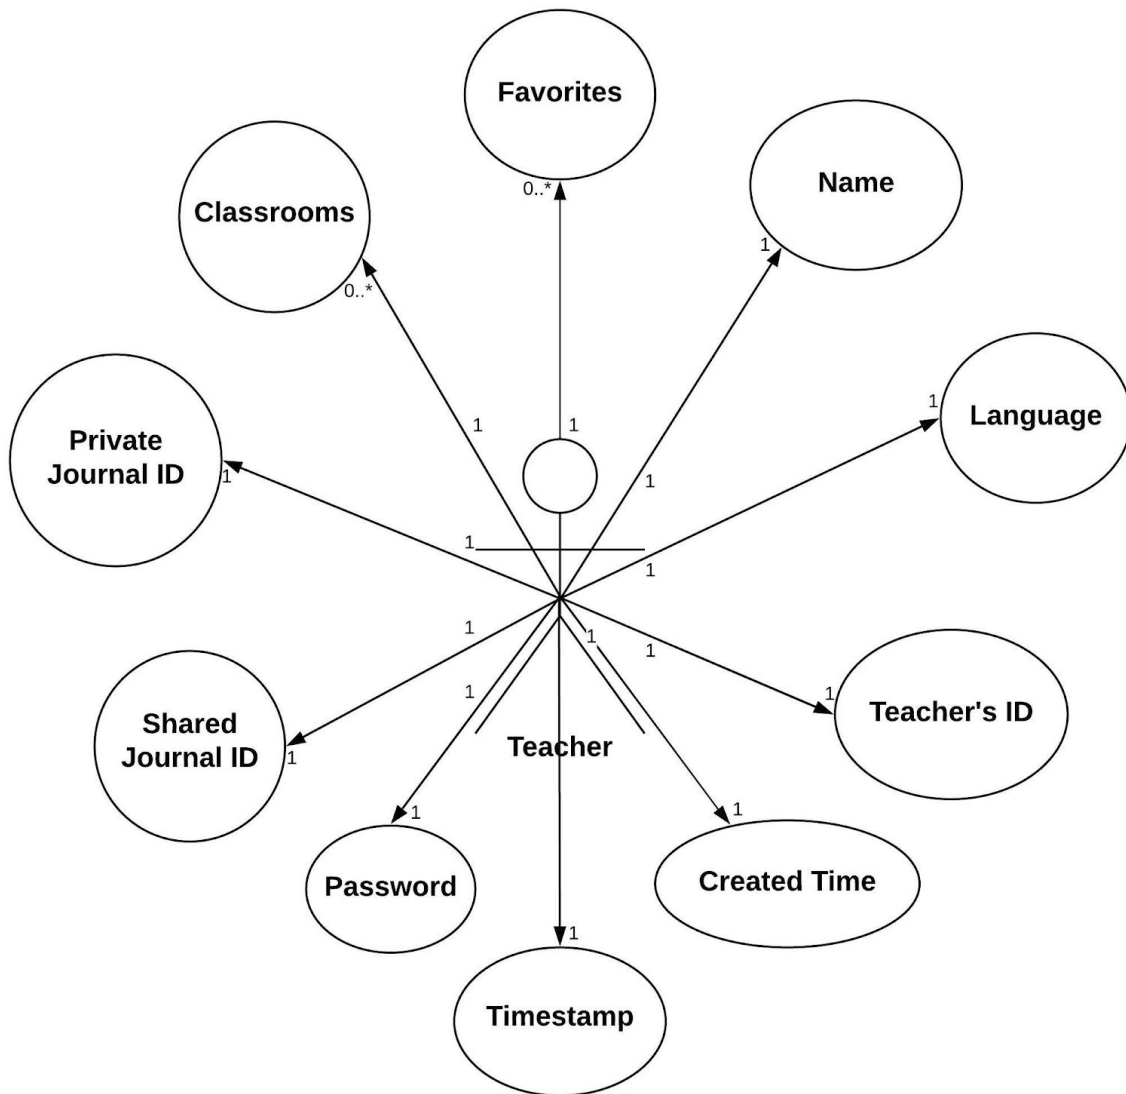 Favorites
0..*
Name
1
Classrooms
0..*
Language
1
1
1
1
Private
Journal ID
1
1
1
Teacher's ID
1
1
1
1
1
Shared
Journal ID
1
Teacher
Password
1
Created Time
1
Timestamp
1